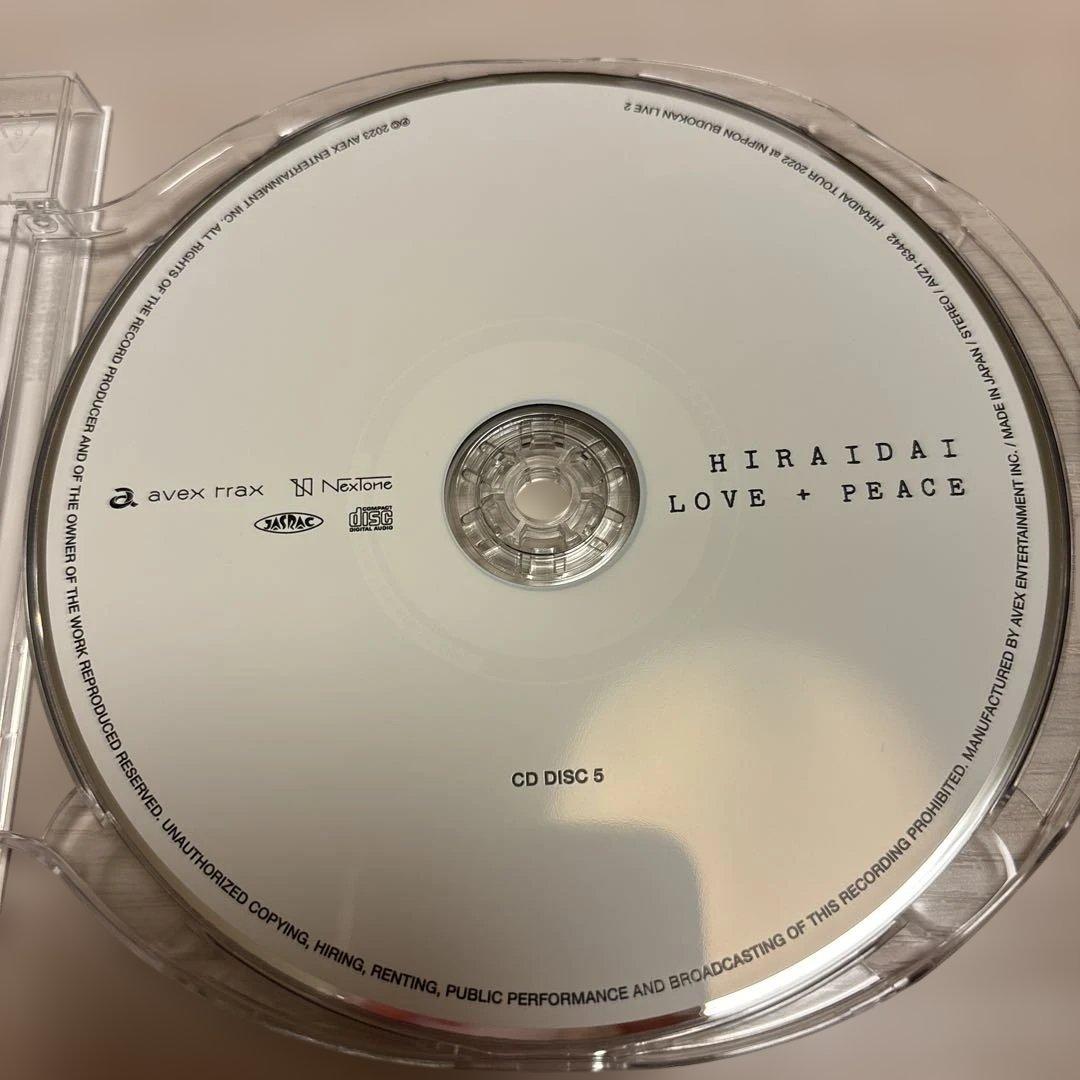 HIRAIDAI
LOVE + PEACE
avex trax
NexTone
JASRAC
COMPACT
disc
DIGITAL AUDIO
CD DISC 5
℗© 2023 AVEX ENTERTAINMENT INC. ALL RIGHTS OF THE RECORD PRODUCER AND OF THE OWNER OF THE WORK REPRODUCED RESERVED. UNAUTHORIZED COPYING, HIRING, RENTING, PUBLIC PERFORMANCE AND BROADCASTING OF THIS RECORDING PROHIBITED. MANUFACTURED BY AVEX ENTERTAINMENT INC. / MADE IN JAPAN / STEREO / AVZ1-63442 HIRAIDAI TOUR 2022 at NIPPON BUDOKAN LIVE 2